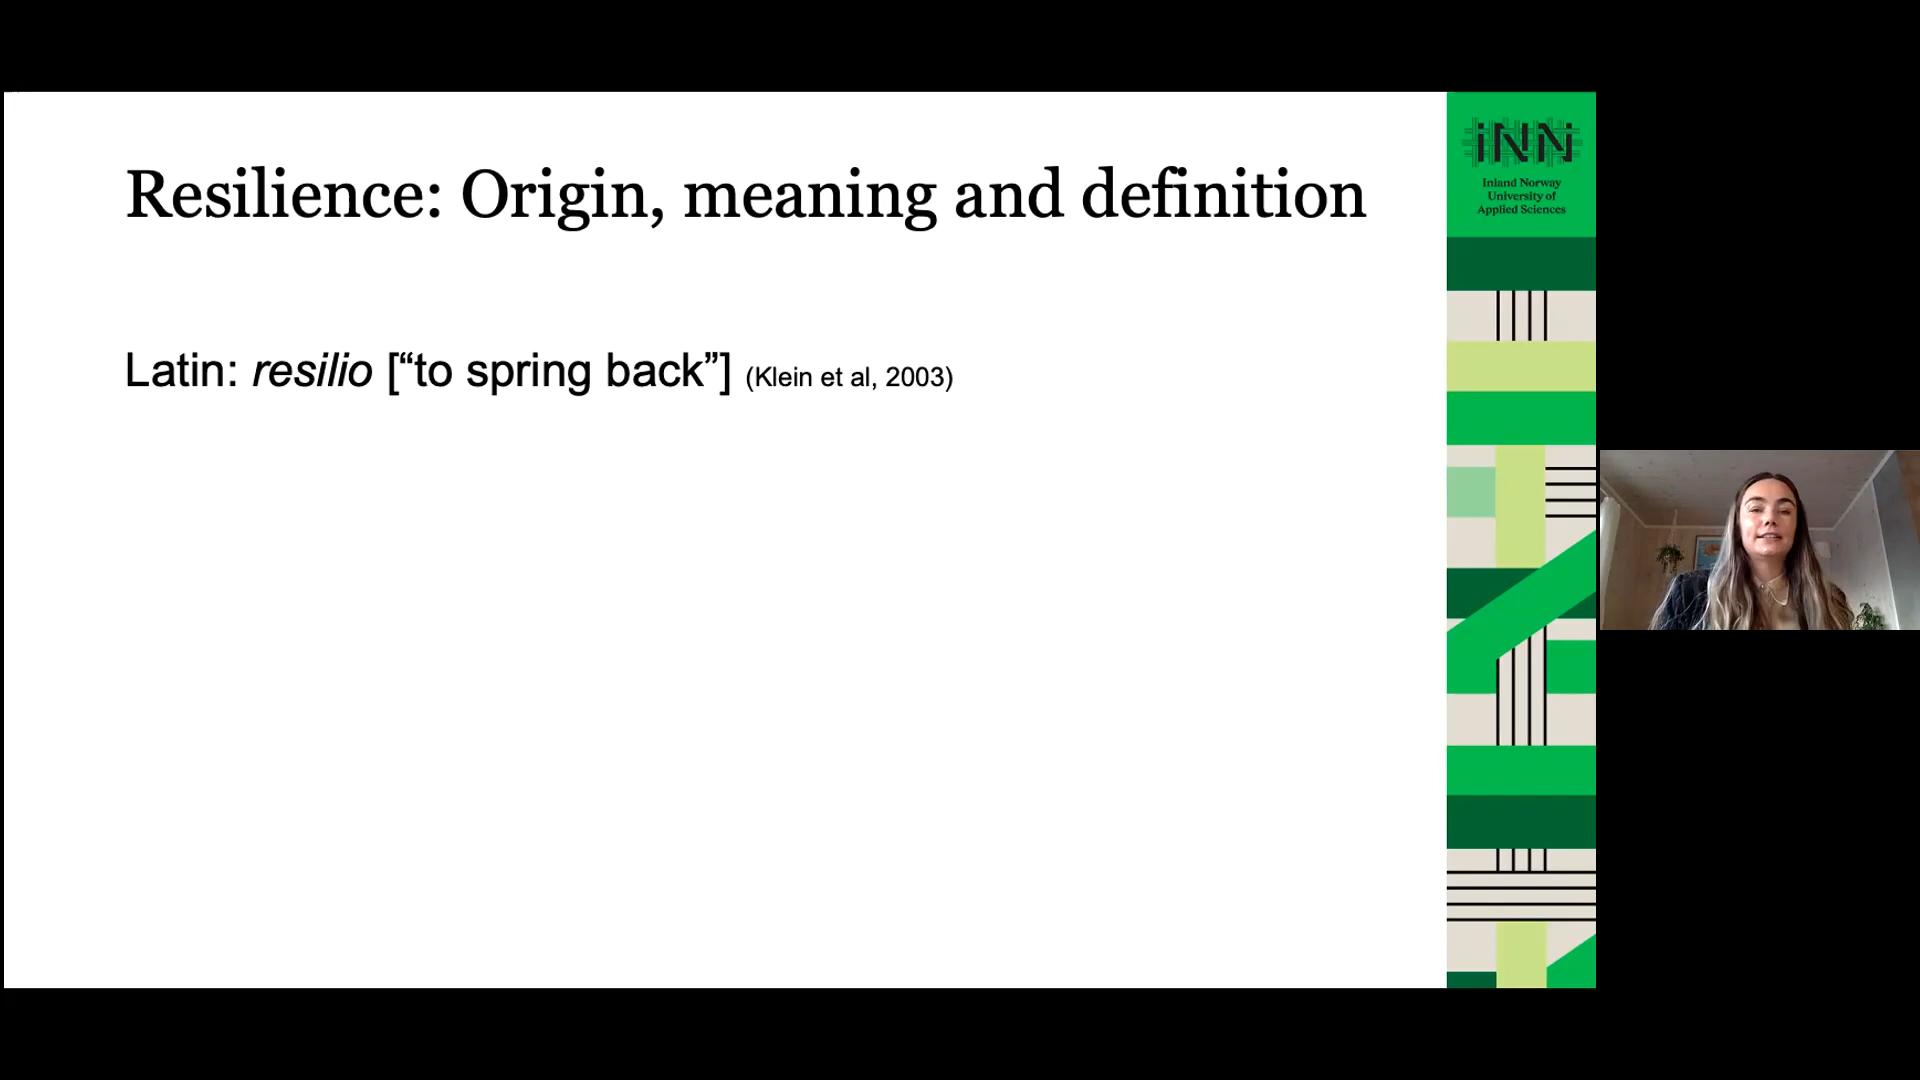 Resilience: Origin, meaning and definition
Latin: resilio [“to spring back”] (Klein et al, 2003)
INN
Inland Norway
University of
Applied Sciences